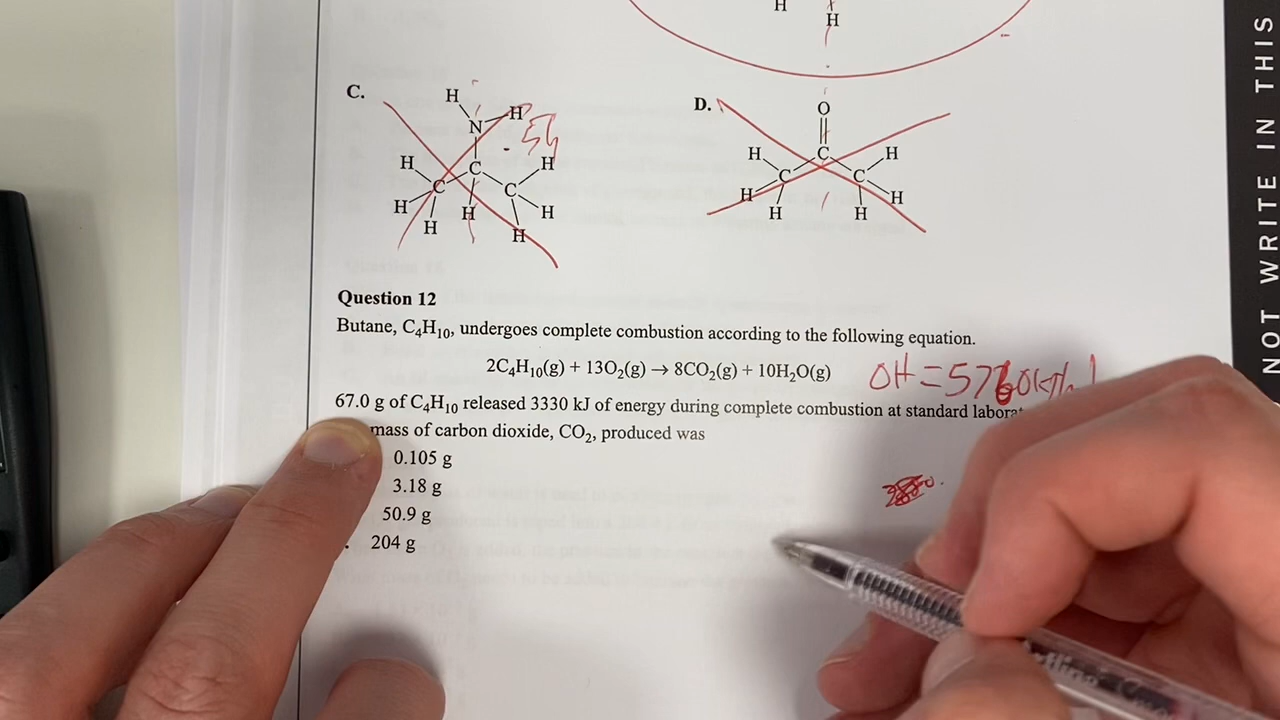 H
H
C.
H
N
H
54
H
C
H
H
C
C
H
H
H
H
H
D.
O
H
C
H
C
C
H
H
H
H
Question 12
Butane, C₄H₁₀, undergoes complete combustion according to the following equation.
2C₄H₁₀(g) + 13O₂(g) → 8CO₂(g) + 10H₂O(g)
67.0 g of C₄H₁₀ released 3330 kJ of energy during complete combustion at standard
mass of carbon dioxide, CO₂, produced was
0.105 g
3.18 g
50.9 g
204 g
NOT WRITE IN THIS